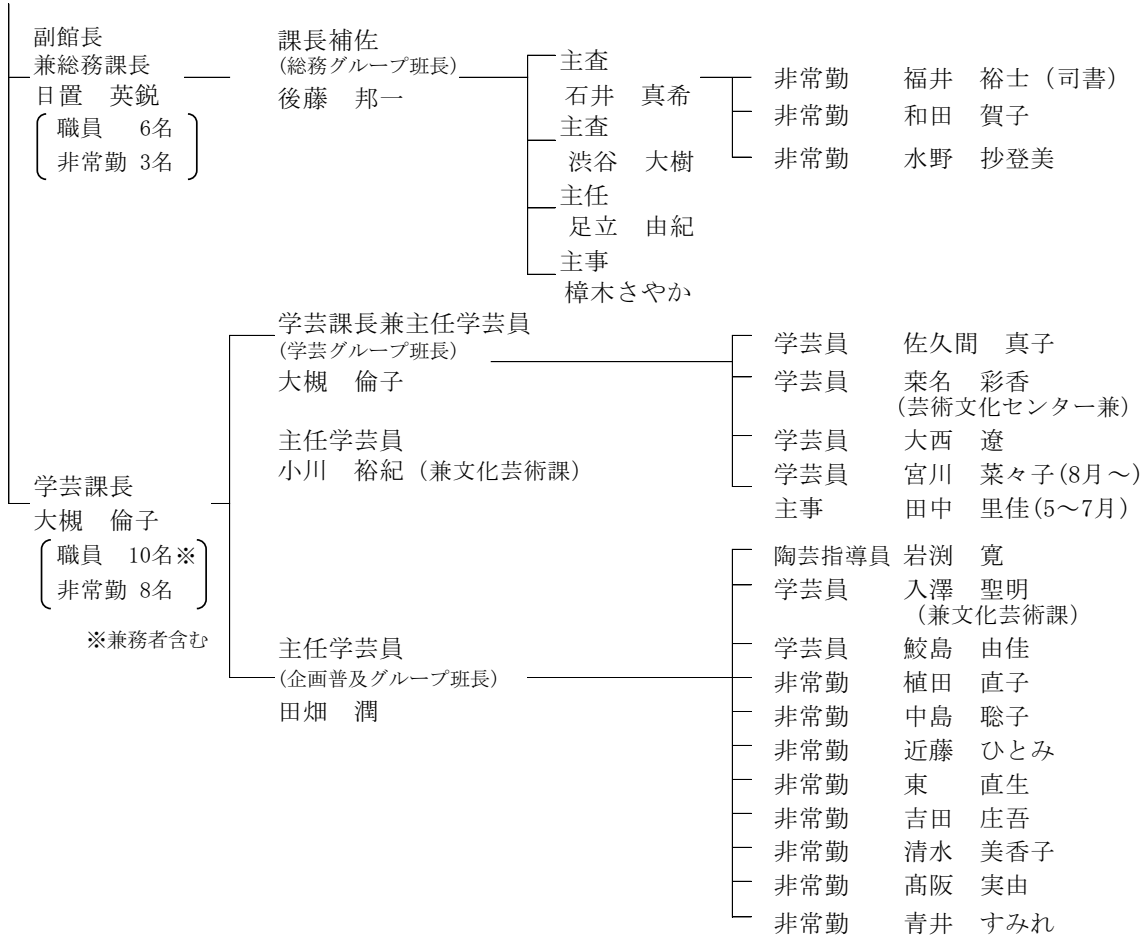 副館長
兼総務課長
日置　英鋭
職員　6名
非常勤 3名
課長補佐
(総務グループ班長)
後藤　邦一
主査
石井　真希
主査
渋谷　大樹
主任
足立　由紀
主事
樟木さやか
非常勤　福井　裕士（司書）
非常勤　和田　賀子
非常勤　水野　抄登美
学芸課長
大槻　倫子
職員　10名※
非常勤 8名
※兼務者含む
学芸課長兼主任学芸員
(学芸グループ班長)
大槻　倫子
主任学芸員
小川　裕紀（兼文化芸術課）
学芸員　佐久間　真子
学芸員　桒名　彩香
(芸術文化センター兼)
学芸員　大西　遼
学芸員　宮川　菜々子(8月～)
主事　田中　里佳(5～7月)
主任学芸員
(企画普及グループ班長)
田畑　潤
陶芸指導員 岩渕　寛
学芸員　入澤　聖明
（兼文化芸術課）
学芸員　鮫島　由佳
非常勤　植田　直子
非常勤　中島　聡子
非常勤　近藤　ひとみ
非常勤　東　直生
非常勤　吉田　庄吾
非常勤　清水　美香子
非常勤　髙阪　実由
非常勤　青井　すみれ